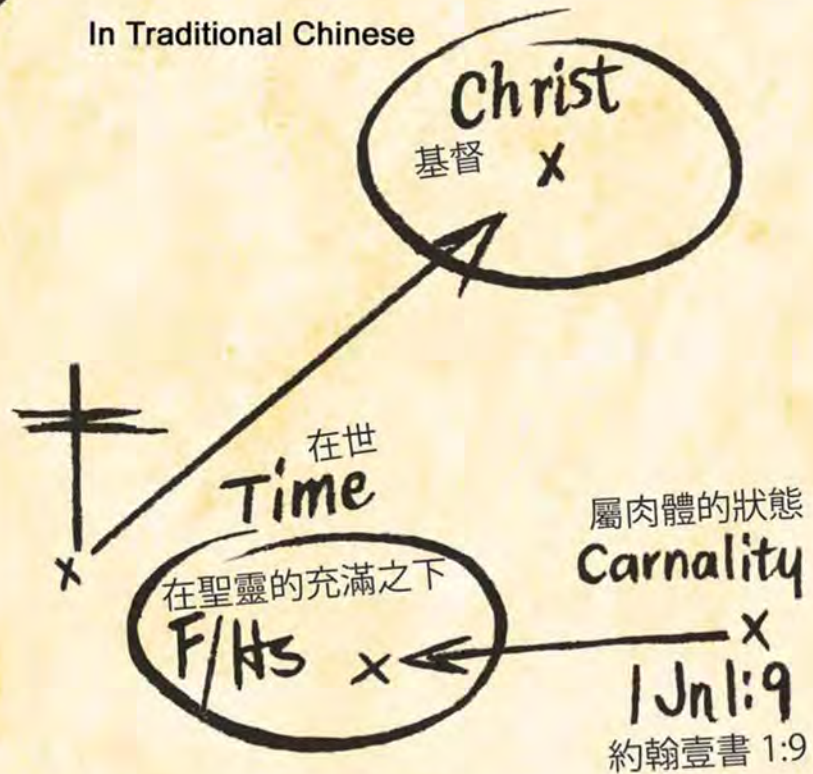 In Traditional Chinese
Christ
基督
x
在世
Time
x
在聖靈的充滿之下
F/HS x
屬肉體的狀態
Carnality
x
1Jn1:9
約翰壹書 1:9